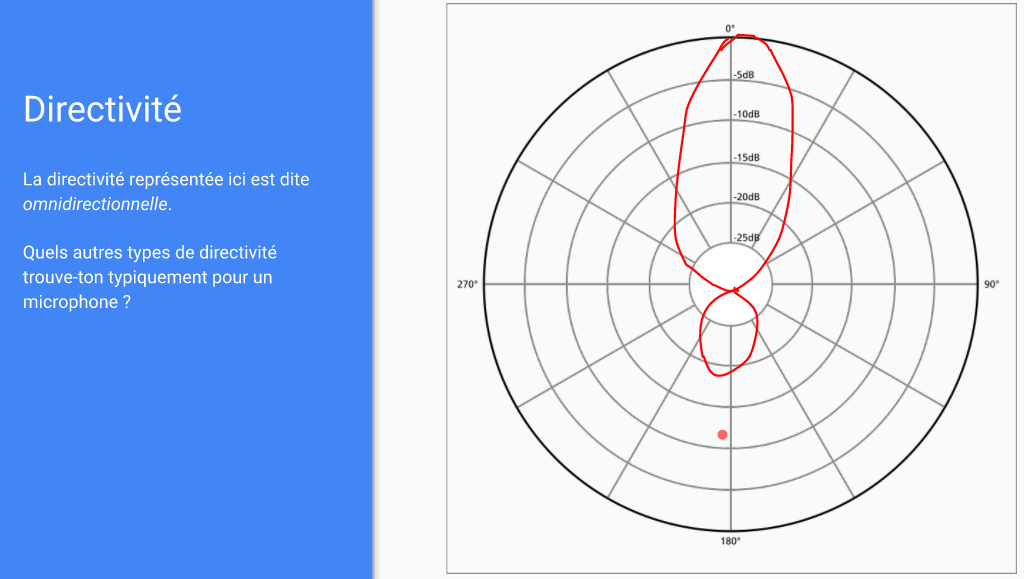 Directivité
La directivité représentée ici est dite
omnidirectionnelle.
Quels autres types de directivité
trouve-ton typiquement pour un
microphone ?
0°
-5dB
-10dB
-15dB
-20dB
-25dB
270°
90°
180°